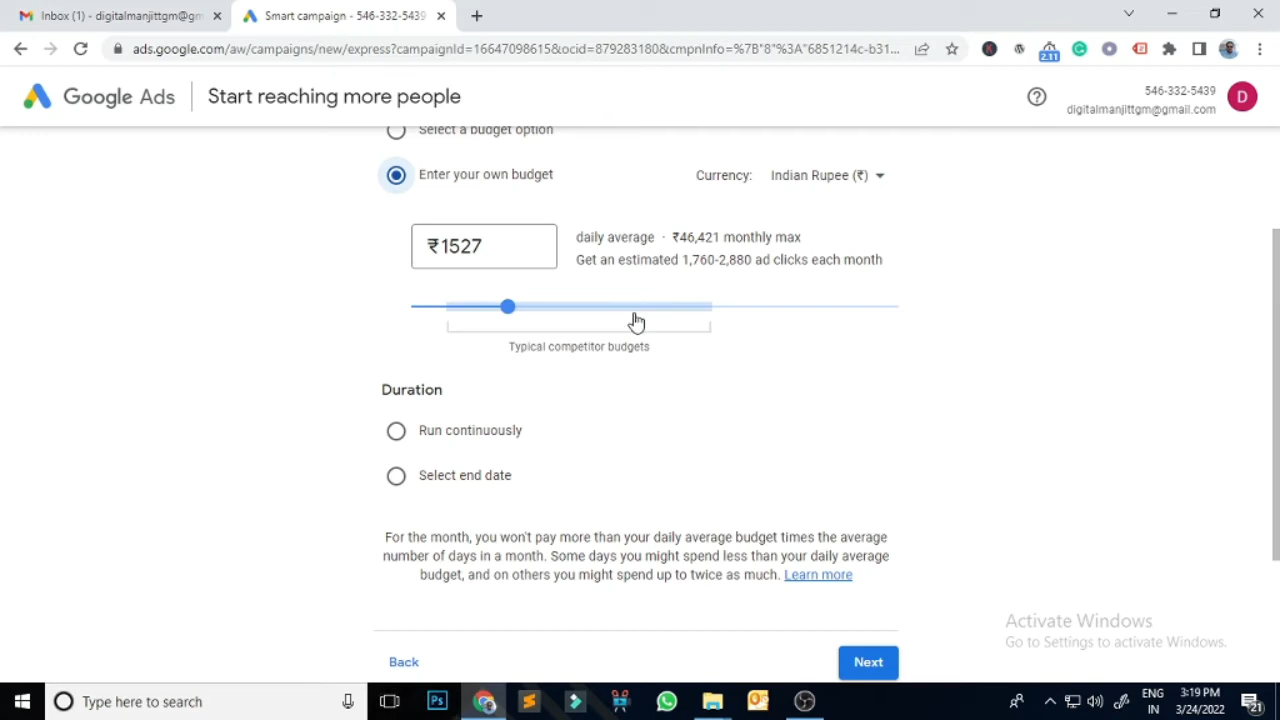 Inbox (1) - digitalmanjittgm@gm
Smart campaign - 546-332-5439
ads.google.com/aw/campaigns/new/express?campaignId=16647098615&ocid=879283180&cmpnInfo=%7B"8"%3A"6851214c-b31...
2.11
Google Ads
Start reaching more people
546-332-5439
digitalmanjittgm@gmail.com
D
Select a budget option
Enter your own budget
Currency: Indian Rupee (₹)
₹1527
daily average · ₹46,421 monthly max
Get an estimated 1,760-2,880 ad clicks each month
Typical competitor budgets
Duration
Run continuously
Select end date
For the month, you won't pay more than your daily average budget times the average
number of days in a month. Some days you might spend less than your daily average
budget, and on others you might spend up to twice as much. Learn more
Activate Windows
Go to Settings to activate Windows.
Back
Next
Type here to search
Ps
ENG
IN
3:19 PM
3/24/2022
21